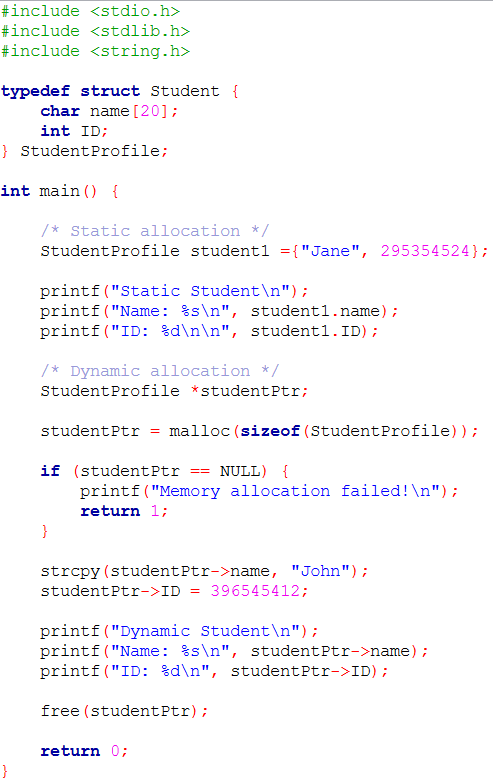 #include <stdio.h>
#include <stdlib.h>
#include <string.h>

typedef struct Student {
    char name[20];
    int ID;
} StudentProfile;

int main() {

    /* Static allocation */
    StudentProfile student1 ={"Jane", 295354524};

    printf("Static Student\n");
    printf("Name: %s\n", student1.name);
    printf("ID: %d\n\n", student1.ID);

    /* Dynamic allocation */
    StudentProfile *studentPtr;

    studentPtr = malloc(sizeof(StudentProfile));

    if (studentPtr == NULL) {
        printf("Memory allocation failed!\n");
        return 1;
    }

    strcpy(studentPtr->name, "John");
    studentPtr->ID = 396545412;

    printf("Dynamic Student\n");
    printf("Name: %s\n", studentPtr->name);
    printf("ID: %d\n", studentPtr->ID);

    free(studentPtr);

    return 0;
}